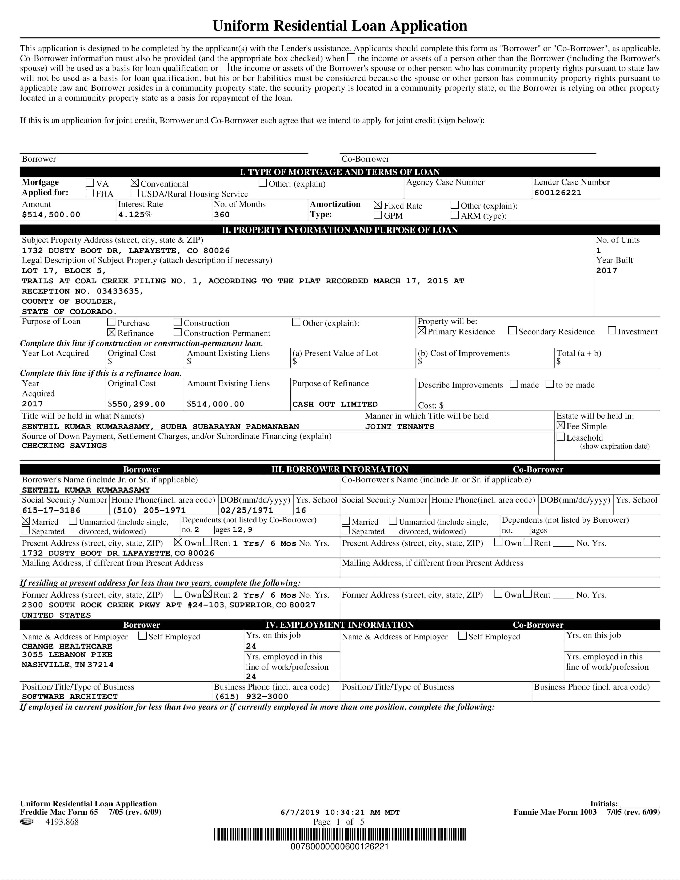 Uniform Residential Loan Application
This application is designed to be completed by the applicant(s) with the Lender's assistance. Applicants should complete this form as "Borrower" or "Co-Borrower", as applicable.
Co-Borrower information must also be provided (and the appropriate box checked) when the income or assets of a person other than the Borrower (including the Borrower's
spouse) will be used as a basis for loan qualification or the income or assets of the Borrower's spouse or other person who has community property rights pursuant to state law
will not be used as a basis for loan qualification, but his or her liabilities must be considered because the spouse or other person has community property rights pursuant to
applicable law and Borrower resides in a community property state, the security property is located in a community property state, or the Borrower is relying on other property
located in a community property state as a basis for repayment of the loan.
If this is an application for joint credit, Borrower and Co-Borrower each agree that we intend to apply for joint credit (sign below):
Borrower Co-Borrower
I. TYPE OF MORTGAGE AND TERMS OF LOAN
Mortgage VA Conventional Other: (explain) Agency Case Number Lender Case Number
Applied for: FHA USDA/Rural Housing Service 600126221
Amount Interest Rate No. of Months Amortization Fixed Rate Other (explain):
$514,500.00 4.125% 360 Type: GPM ARM (type):
II. PROPERTY INFORMATION AND PURPOSE OF LOAN
Subject Property Address (street, city, state & ZIP) No. of Units
1732 DUSTY BOOT DR, LAFAYETTE, CO 80026 1
Legal Description of Subject Property (attach description if necessary) Year Built
LOT 17, BLOCK 5, 2017
TRAILS AT COAL CREEK FILING NO. 1, ACCORDING TO THE PLAT RECORDED MARCH 17, 2015 AT
RECEPTION NO. 03433635,
COUNTY OF BOULDER,
STATE OF COLORADO.
Purpose of Loan Purchase Construction Other (explain): Property will be:
Refinance Construction-Permanent Primary Residence Secondary Residence Investment
Complete this line if construction or construction-permanent loan.
Year Lot Acquired Original Cost Amount Existing Liens (a) Present Value of Lot (b) Cost of Improvements Total (a + b)
$ $ $ $ $
Complete this line if this is a refinance loan.
Year Original Cost Amount Existing Liens Purpose of Refinance Describe Improvements made to be made
Acquired
2017 $550,299.00 $514,000.00 CASH OUT LIMITED Cost: $
Title will be held in what Name(s) Manner in which Title will be held Estate will be held in:
SENTHIL KUMAR KUMARASAMY, SUDHA SUBARAYAN PADMANABAN JOINT TENANTS Fee Simple
Source of Down Payment, Settlement Charges, and/or Subordinate Financing (explain) Leasehold
CHECKING SAVINGS (show expiration date)
Borrower III. BORROWER INFORMATION Co-Borrower
Borrower's Name (include Jr. or Sr. if applicable) Co-Borrower's Name (include Jr. or Sr. if applicable)
SENTHIL KUMAR KUMARASAMY
Social Security Number Home Phone(incl. area code) DOB(mm/dd/yyyy) Yrs. School Social Security Number Home Phone(incl. area code) DOB(mm/dd/yyyy) Yrs. School
615-17-3186 (510) 205-1971 02/25/1971 16
Married Unmarried (include single, Dependents (not listed by Co-Borrower) Married Unmarried (include single, Dependents (not listed by Borrower)
Separated divorced, widowed) no. 2 ages 12,9 Separated divorced, widowed) no. ages
Present Address (street, city, state, ZIP) Own Rent 1 Yrs/ 6 Mos No. Yrs. Present Address (street, city, state, ZIP) Own Rent No. Yrs.
1732 DUSTY BOOT DR, LAFAYETTE, CO 80026
Mailing Address, if different from Present Address Mailing Address, if different from Present Address
If residing at present address for less than two years, complete the following:
Former Address (street, city, state, ZIP) Own Rent 2 Yrs/ 6 Mos No. Yrs. Former Address (street, city, state, ZIP) Own Rent No. Yrs.
2300 SOUTH ROCK CREEK PKWY APT #24-103, SUPERIOR, CO 80027
UNITED STATES
Borrower IV. EMPLOYMENT INFORMATION Co-Borrower
Name & Address of Employer Self Employed Yrs. on this job Name & Address of Employer Self Employed Yrs. on this job
CHANGE HEALTHCARE 24
3055 LEBANON PIKE Yrs. employed in this Yrs. employed in this
NASHVILLE, TN 37214 line of work/profession line of work/profession
24
Position/Title/Type of Business Business Phone (incl. area code) Position/Title/Type of Business Business Phone (incl. area code)
SOFTWARE ARCHITECT (615) 932-3000
If employed in current position for less than two years or if currently employed in more than one position, complete the following:
Uniform Residential Loan Application Initials:
Freddie Mac Form 65 7/05 (rev. 6/09) 6/7/2019 10:34:21 AM MDT Fannie Mae Form 1003 7/05 (rev. 6/09)
4193.868 Page 1 of 5
0078000000600126221